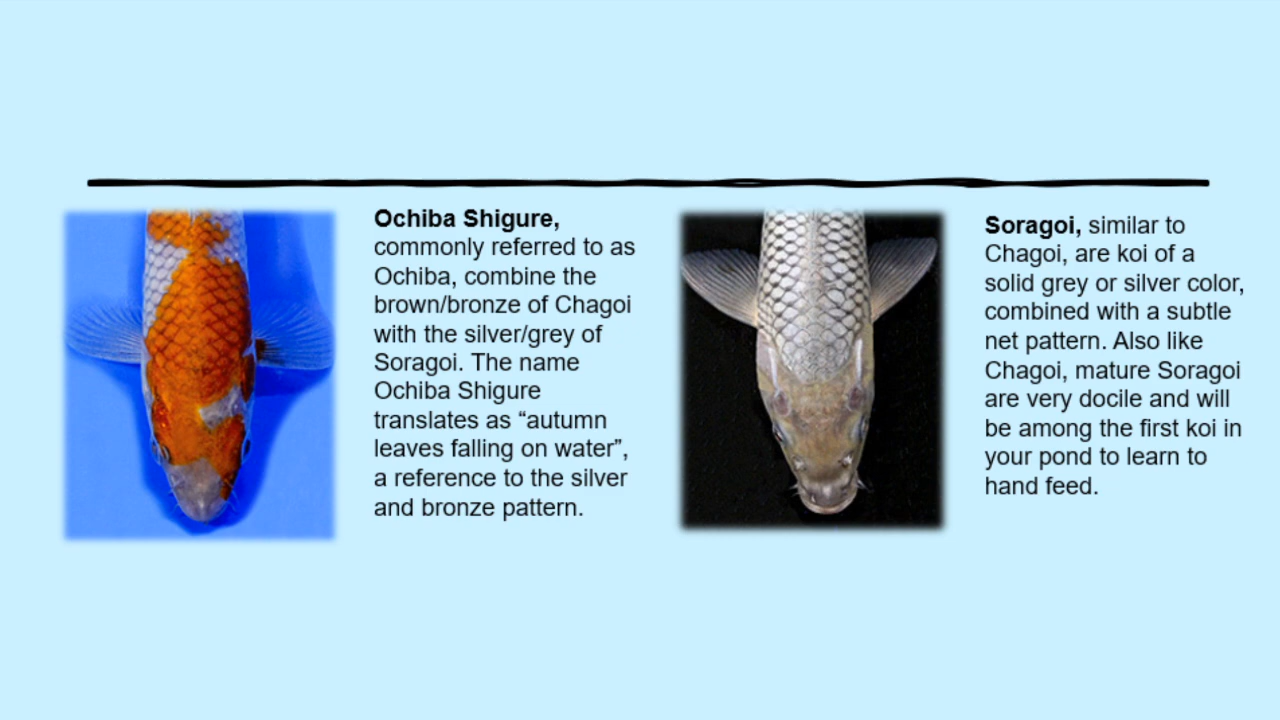 Ochiba Shigure,
commonly referred to as
Ochiba, combine the
brown/bronze of Chagoi
with the silver/grey of
Soragoi. The name
Ochiba Shigure
translates as “autumn
leaves falling on water”,
a reference to the silver
and bronze pattern.
Soragoi, similar to
Chagoi, are koi of a
solid grey or silver color,
combined with a subtle
net pattern. Also like
Chagoi, mature Soragoi
are very docile and will
be among the first koi in
your pond to learn to
hand feed.